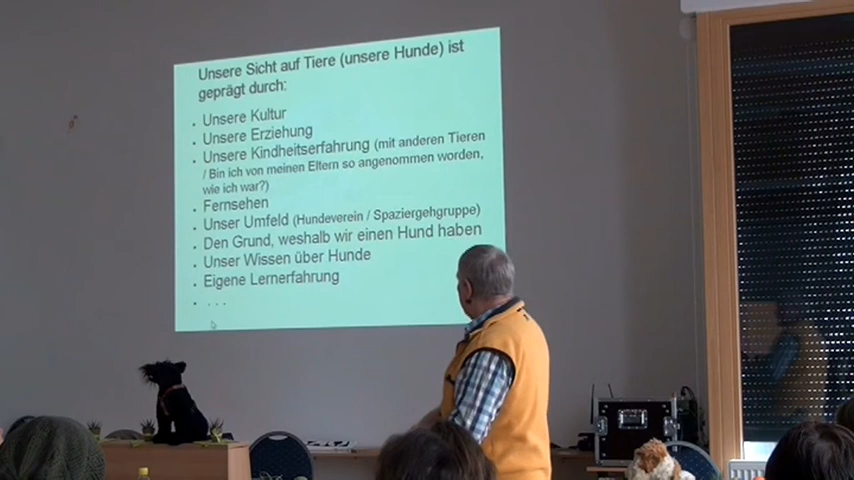 Unsere Sicht auf Tiere (unsere Hunde) ist
geprägt durch:
• Unsere Kultur
• Unsere Erziehung
• Unsere Kindheitserfahrung (mit anderen Tieren
/ Bin ich von meinen Eltern so angenommen worden,
wie ich war?)
• Fernsehen
• Unser Umfeld (Hundeverein / Spaziergehgruppe)
• Den Grund, weshalb wir einen Hund haben
• Unser Wissen über Hunde
• Eigene Lernerfahrung
• . . .